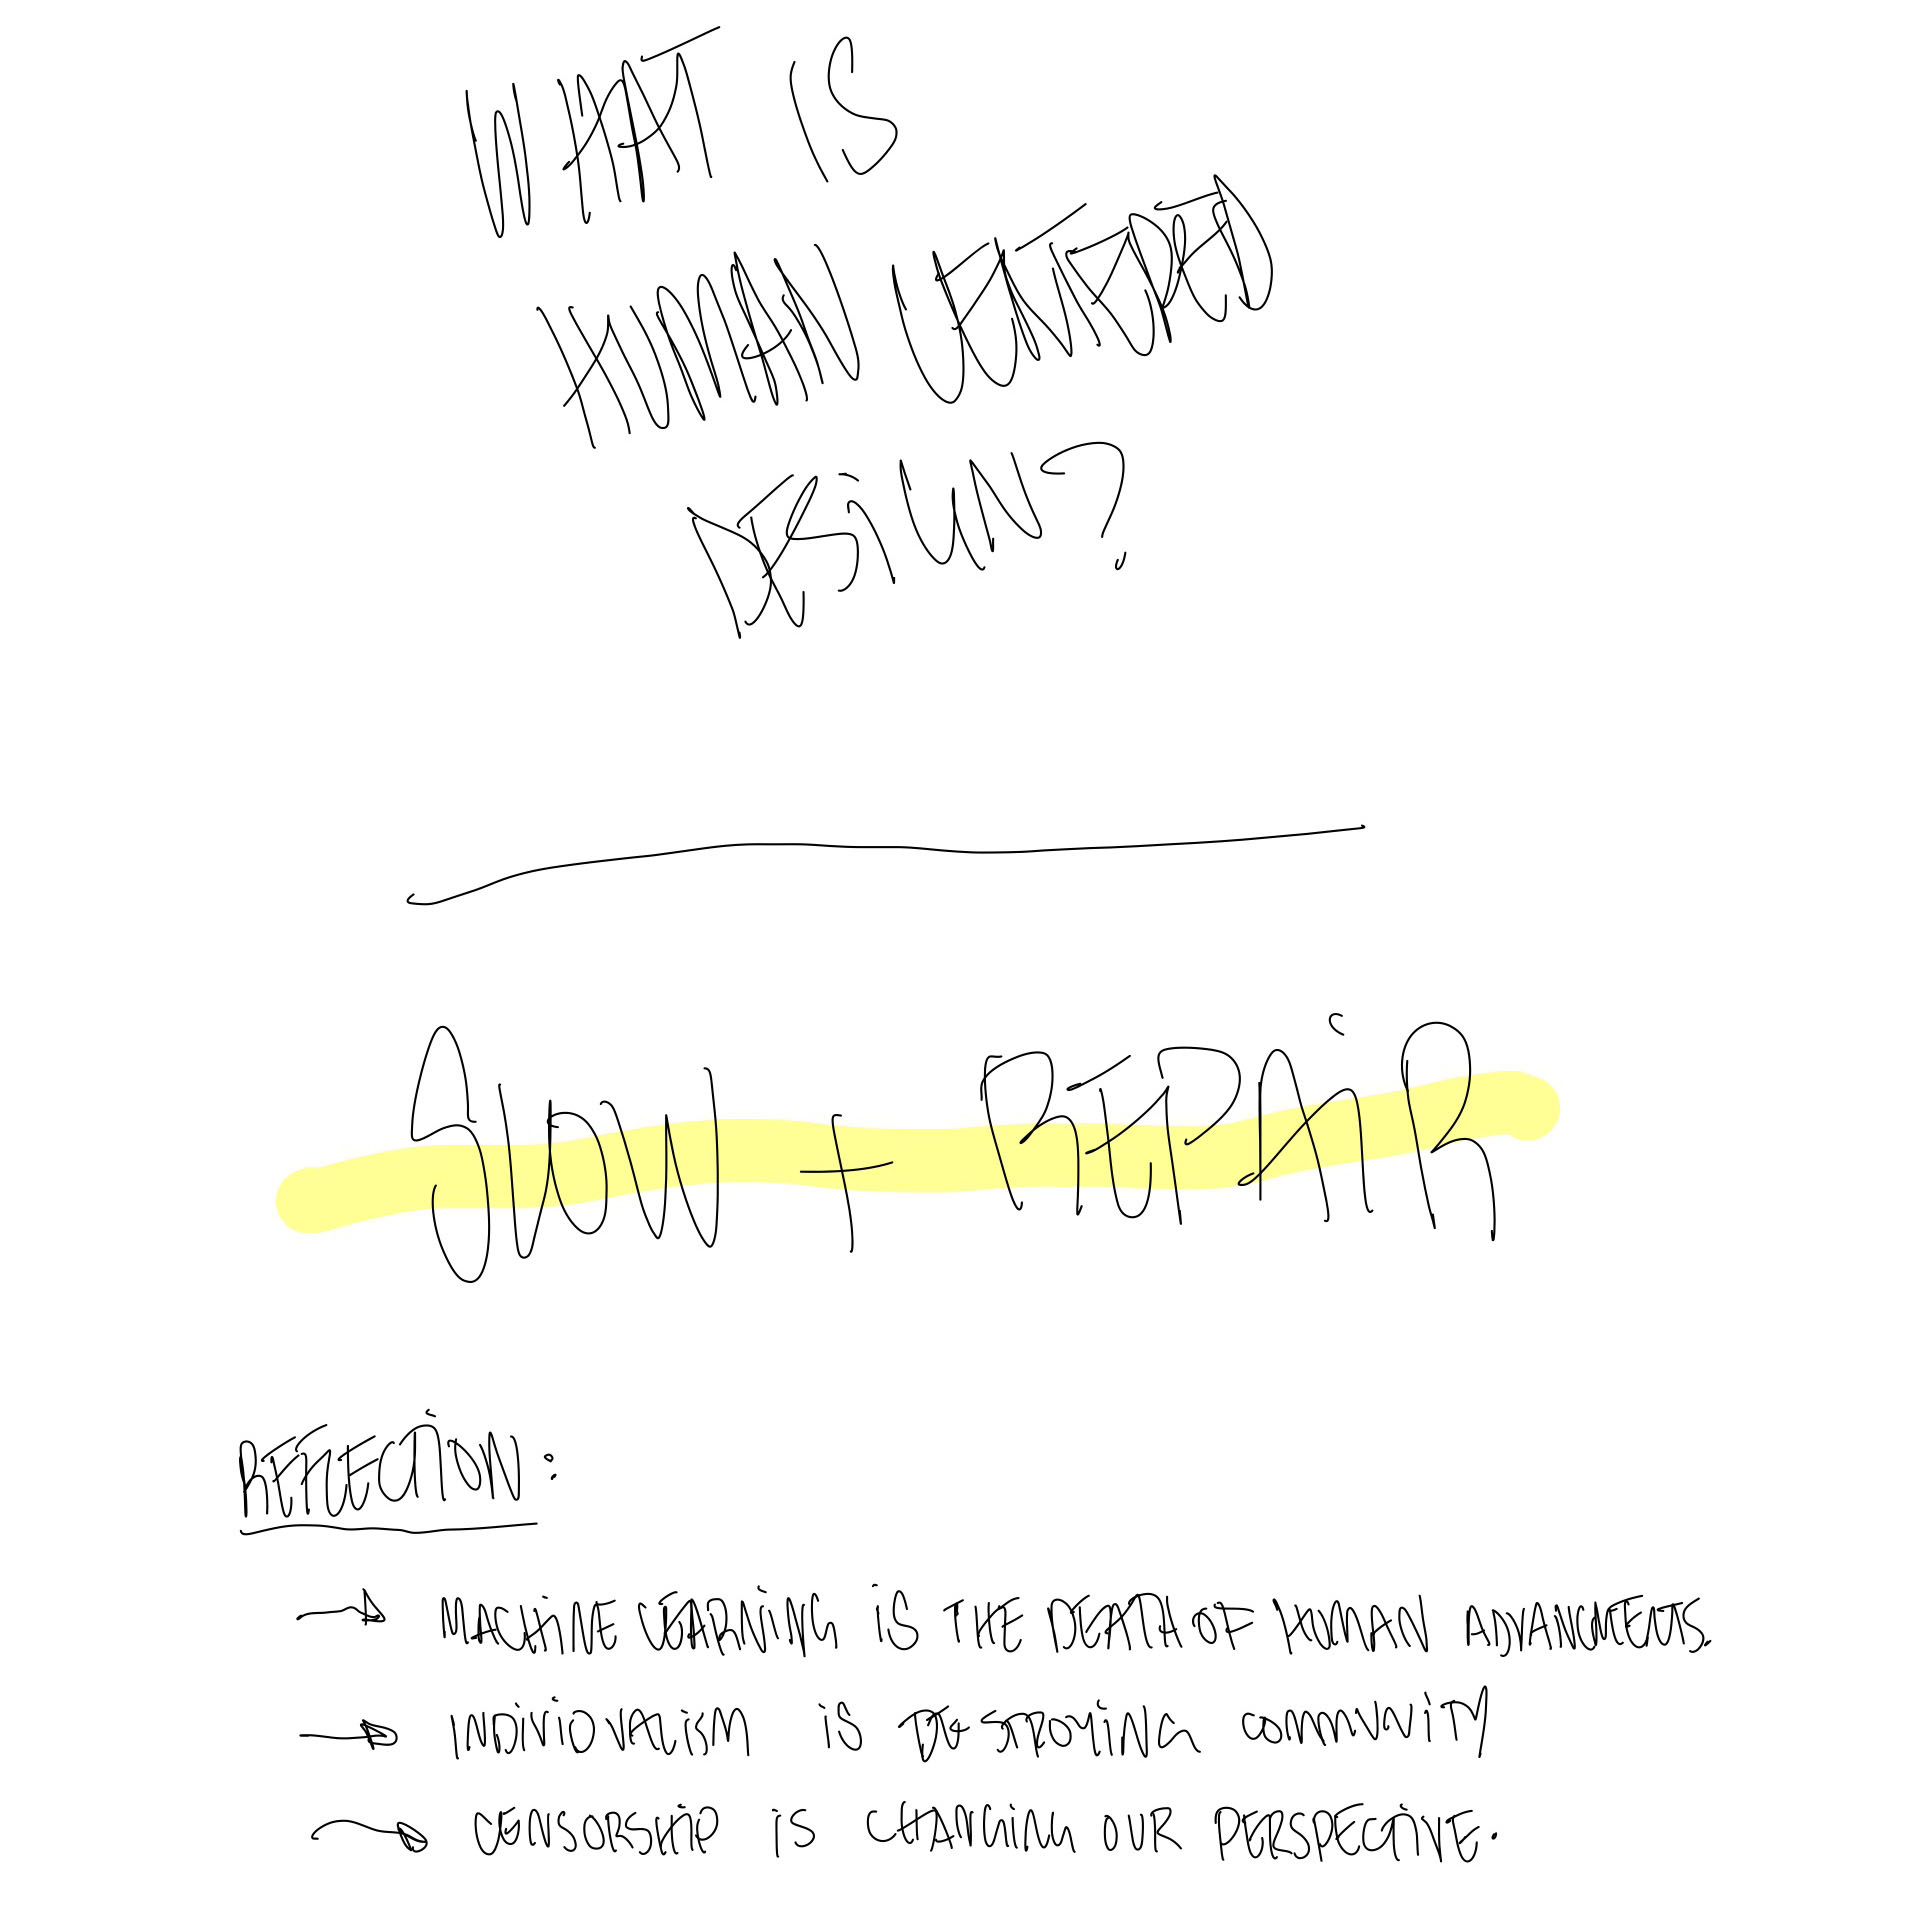 WHAT IS
HUMAN CENTERED
DESIGN?
SLOW + REPAIR
REFLECTION:
→ MACHINE LEARNING IS THE DEATH OF HUMAN ADVANCEMENTS.
→ INDIVIDUALISM IS DESTROYING COMMUNITY
→ CENSORSHIP IS CHANGING OUR PERSPECTIVE.